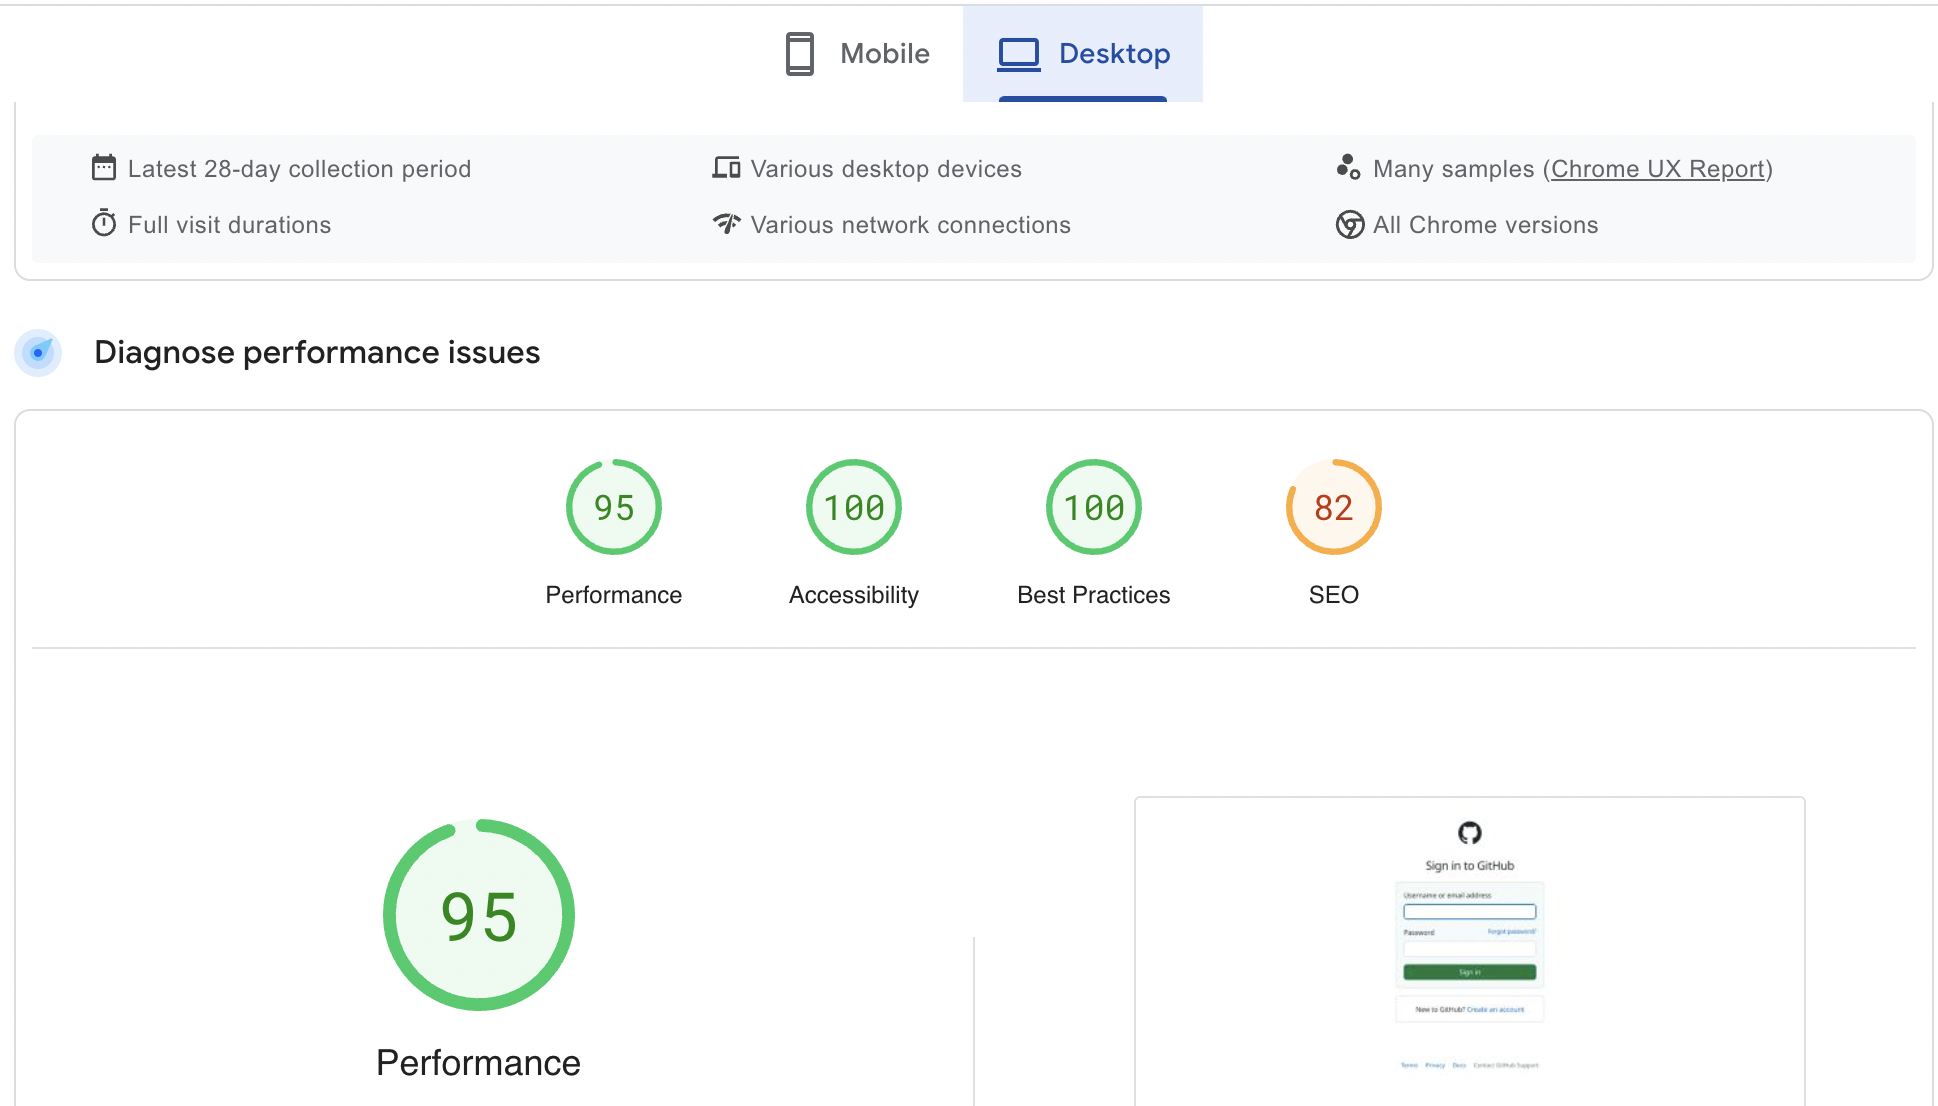 Mobile
Desktop
Latest 28-day collection period
Various desktop devices
Many samples (Chrome UX Report)
Full visit durations
Various network connections
All Chrome versions
Diagnose performance issues
95
100
100
82
Performance
Accessibility
Best Practices
SEO
95
Performance
Sign in to GitHub
Username or email address
Password
Forgot password?
Sign in
New to GitHub? Create an account
Terms Privacy Docs Contact GitHub Support